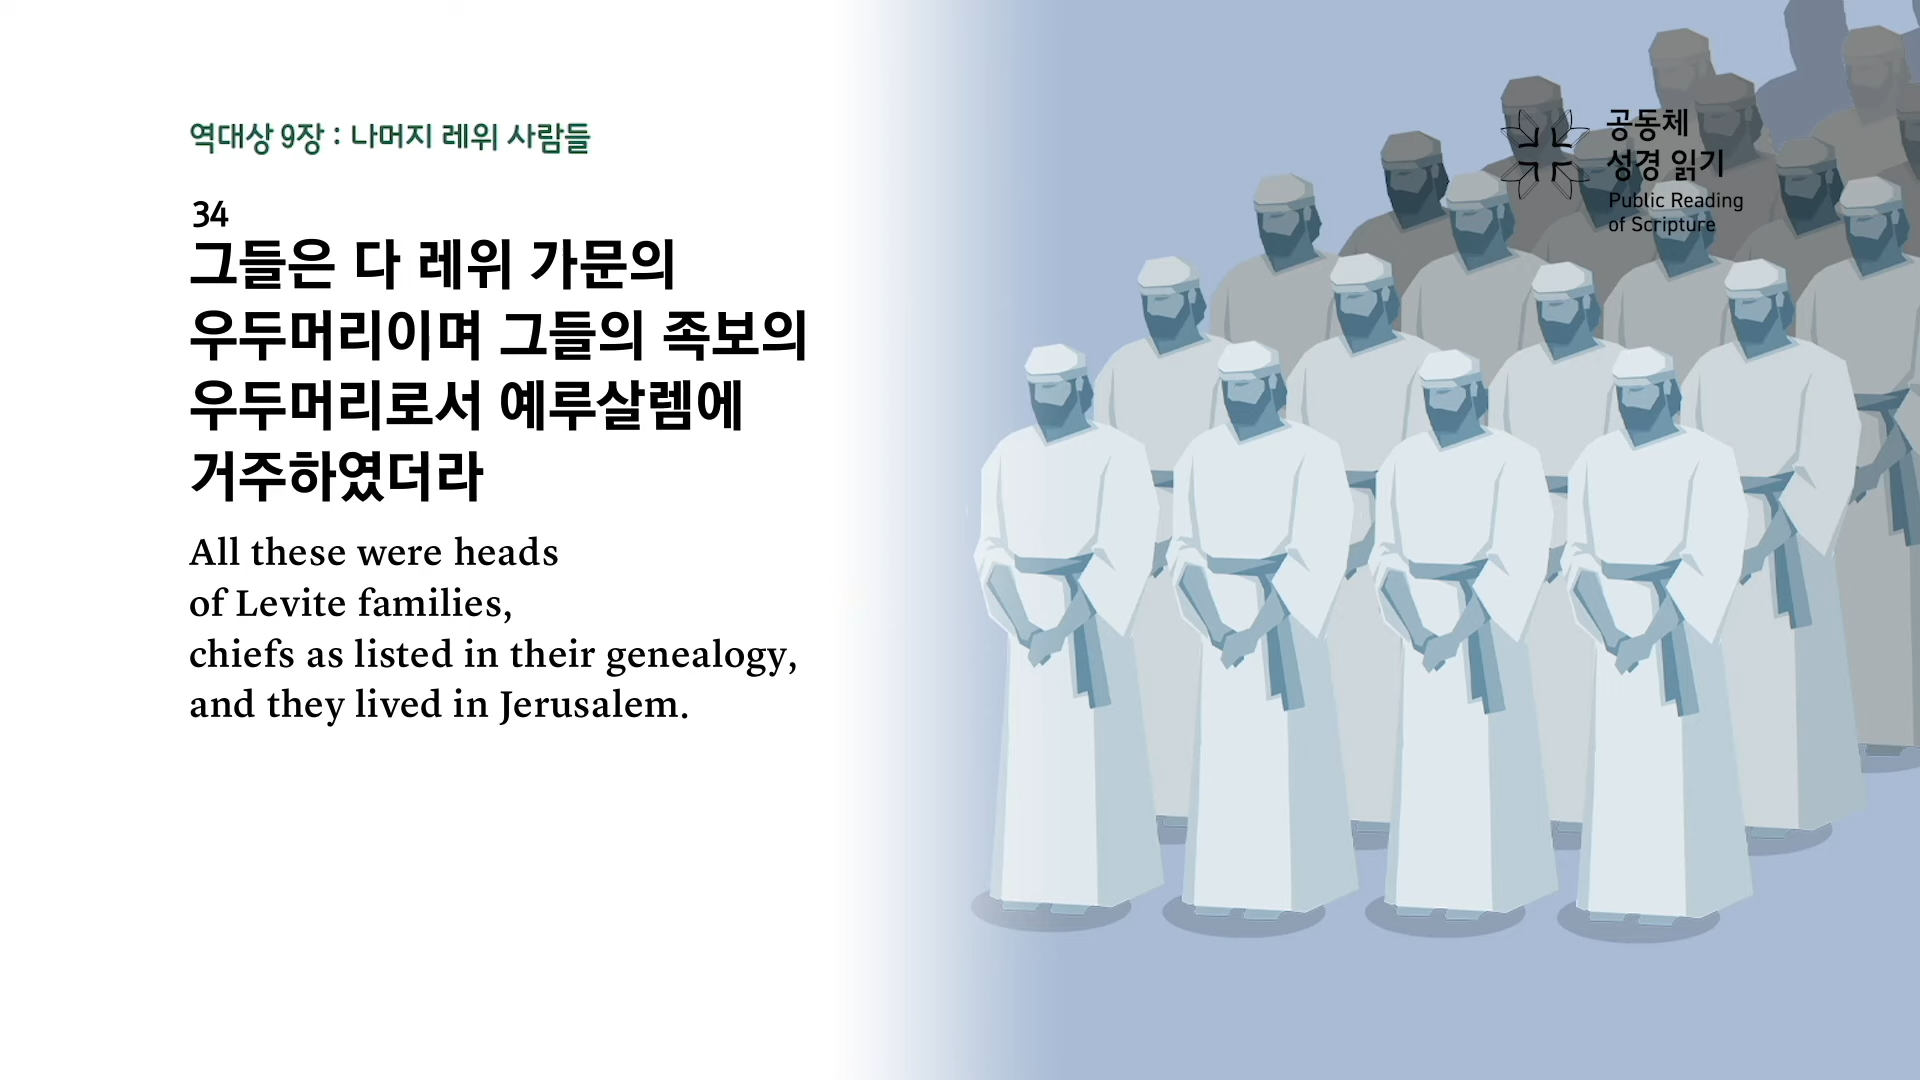 역대상 9장 : 나머지 레위 사람들
34
그들은 다 레위 가문의
우두머리이며 그들의 족보의
우두머리로서 예루살렘에
거주하였더라
All these were heads
of Levite families,
chiefs as listed in their genealogy,
and they lived in Jerusalem.
공동체
성경 읽기
Public Reading
of Scripture